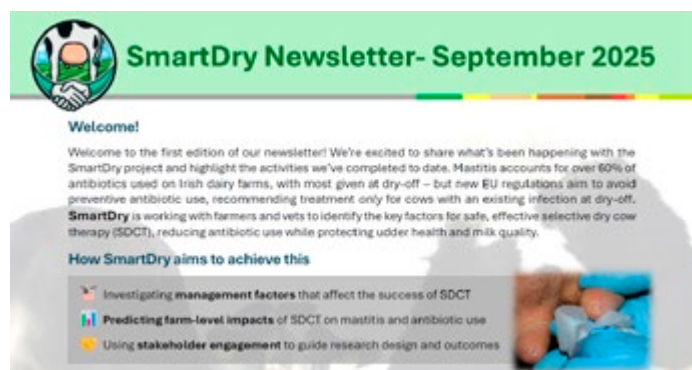 SmartDry Newsletter- September 2025
Welcome!
Welcome to the first edition of our newsletter! We're excited to share what's been happening with the
SmartDry project and highlight the activities we've completed to date. Mastitis accounts for over 60% of
antibiotics used on Irish dairy farms, with most given at dry-off – but new EU regulations aim to avoid
preventive antibiotic use, recommending treatment only for cows with an existing infection at dry-off.
SmartDry is working with farmers and vets to identify the key factors for safe, effective selective dry cow
therapy (SDCT), reducing antibiotic use while protecting udder health and milk quality.
How SmartDry aims to achieve this
Investigating management factors that affect the success of SDCT
Predicting farm-level impacts of SDCT on mastitis and antibiotic use
Using stakeholder engagement to guide research design and outcomes